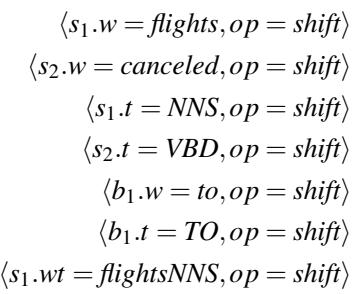 ⟨s₁.w = flights, op = shift⟩
⟨s₂.w = canceled, op = shift⟩
⟨s₁.t = NNS, op = shift⟩
⟨s₂.t = VBD, op = shift⟩
⟨b₁.w = to, op = shift⟩
⟨b₁.t = TO, op = shift⟩
⟨s₁.wt = flightsNNS, op = shift⟩